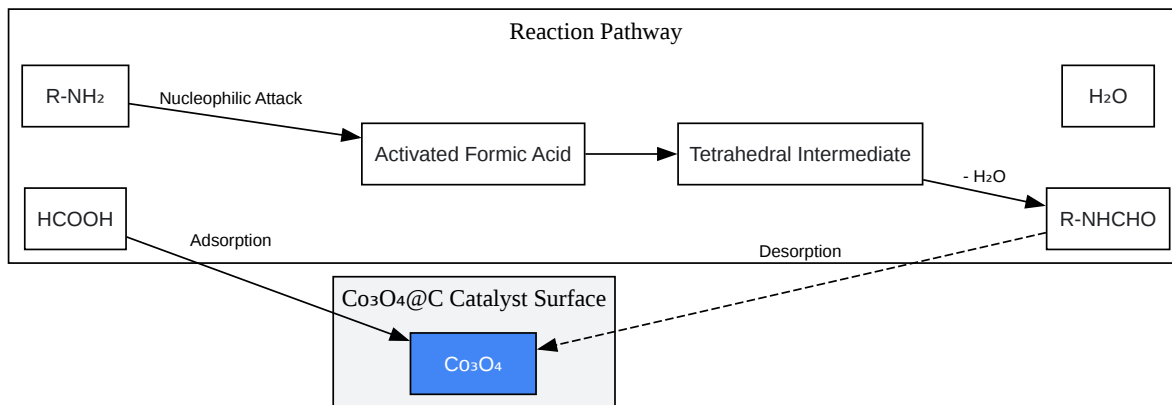 Reaction Pathway
R-NH₂
Nucleophilic Attack
H₂O
Activated Formic Acid
Tetrahedral Intermediate
- H₂O
HCOOH
R-NHCHO
Adsorption
Desorption
Co₃O₄@C Catalyst Surface
Co₃O₄